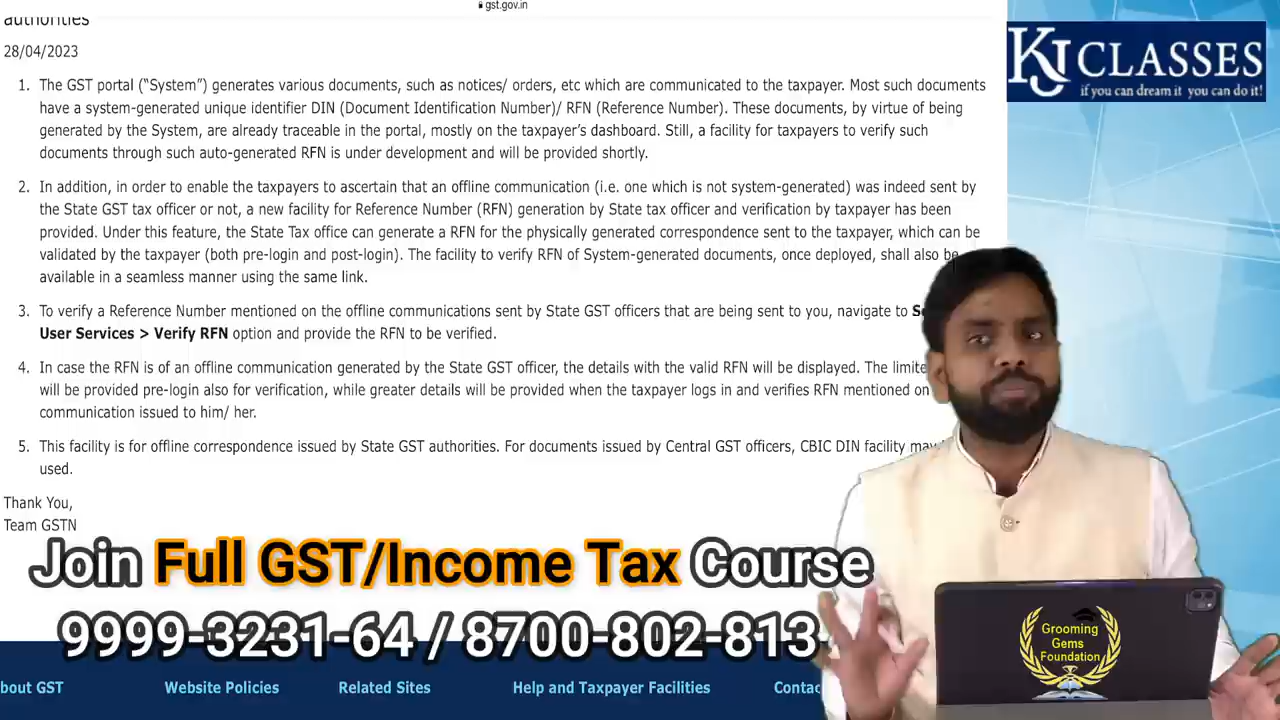 gst.gov.in
authorities
28/04/2023
1. The GST portal (“System”) generates various documents, such as notices/ orders, etc which are communicated to the taxpayer. Most such documents
have a system-generated unique identifier DIN (Document Identification Number)/ RFN (Reference Number). These documents, by virtue of being
generated by the System, are already traceable in the portal, mostly on the taxpayer’s dashboard. Still, a facility for taxpayers to verify such
documents through such auto-generated RFN is under development and will be provided shortly.
2. In addition, in order to enable the taxpayers to ascertain that an offline communication (i.e. one which is not system-generated) was indeed sent by
the State GST tax officer or not, a new facility for Reference Number (RFN) generation by State tax officer and verification by taxpayer has been
provided. Under this feature, the State Tax office can generate a RFN for the physically generated correspondence sent to the taxpayer, which can be
validated by the taxpayer (both pre-login and post-login). The facility to verify RFN of System-generated documents, once deployed, shall also be
available in a seamless manner using the same link.
3. To verify a Reference Number mentioned on the offline communications sent by State GST officers that are being sent to you, navigate to
User Services > Verify RFN option and provide the RFN to be verified.
4. In case the RFN is of an offline communication generated by the State GST officer, the details with the valid RFN will be displayed. The limite
will be provided pre-login also for verification, while greater details will be provided when the taxpayer logs in and verifies RFN mentioned on
communication issued to him/ her.
5. This facility is for offline correspondence issued by State GST authorities. For documents issued by Central GST officers, CBIC DIN facility may
used.
Thank You,
Team GSTN
Join Full GST/Income Tax Course
9999-3231-64 / 8700-802-813
bout GST Website Policies Related Sites Help and Taxpayer Facilities Contac
KJ CLASSES
if you can dream it you can do it!
Grooming
Gems
Foundation